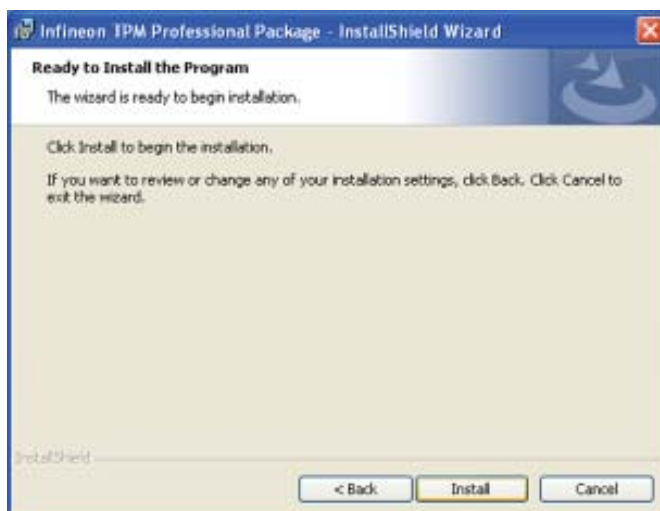 Infineon TPM Professional Package - InstallShield Wizard
Ready to Install the Program
The wizard is ready to begin installation.
Click Install to begin the installation.
If you want to review or change any of your installation settings, click Back. Click Cancel to
exit the wizard.
InstallShield
< Back
Install
Cancel